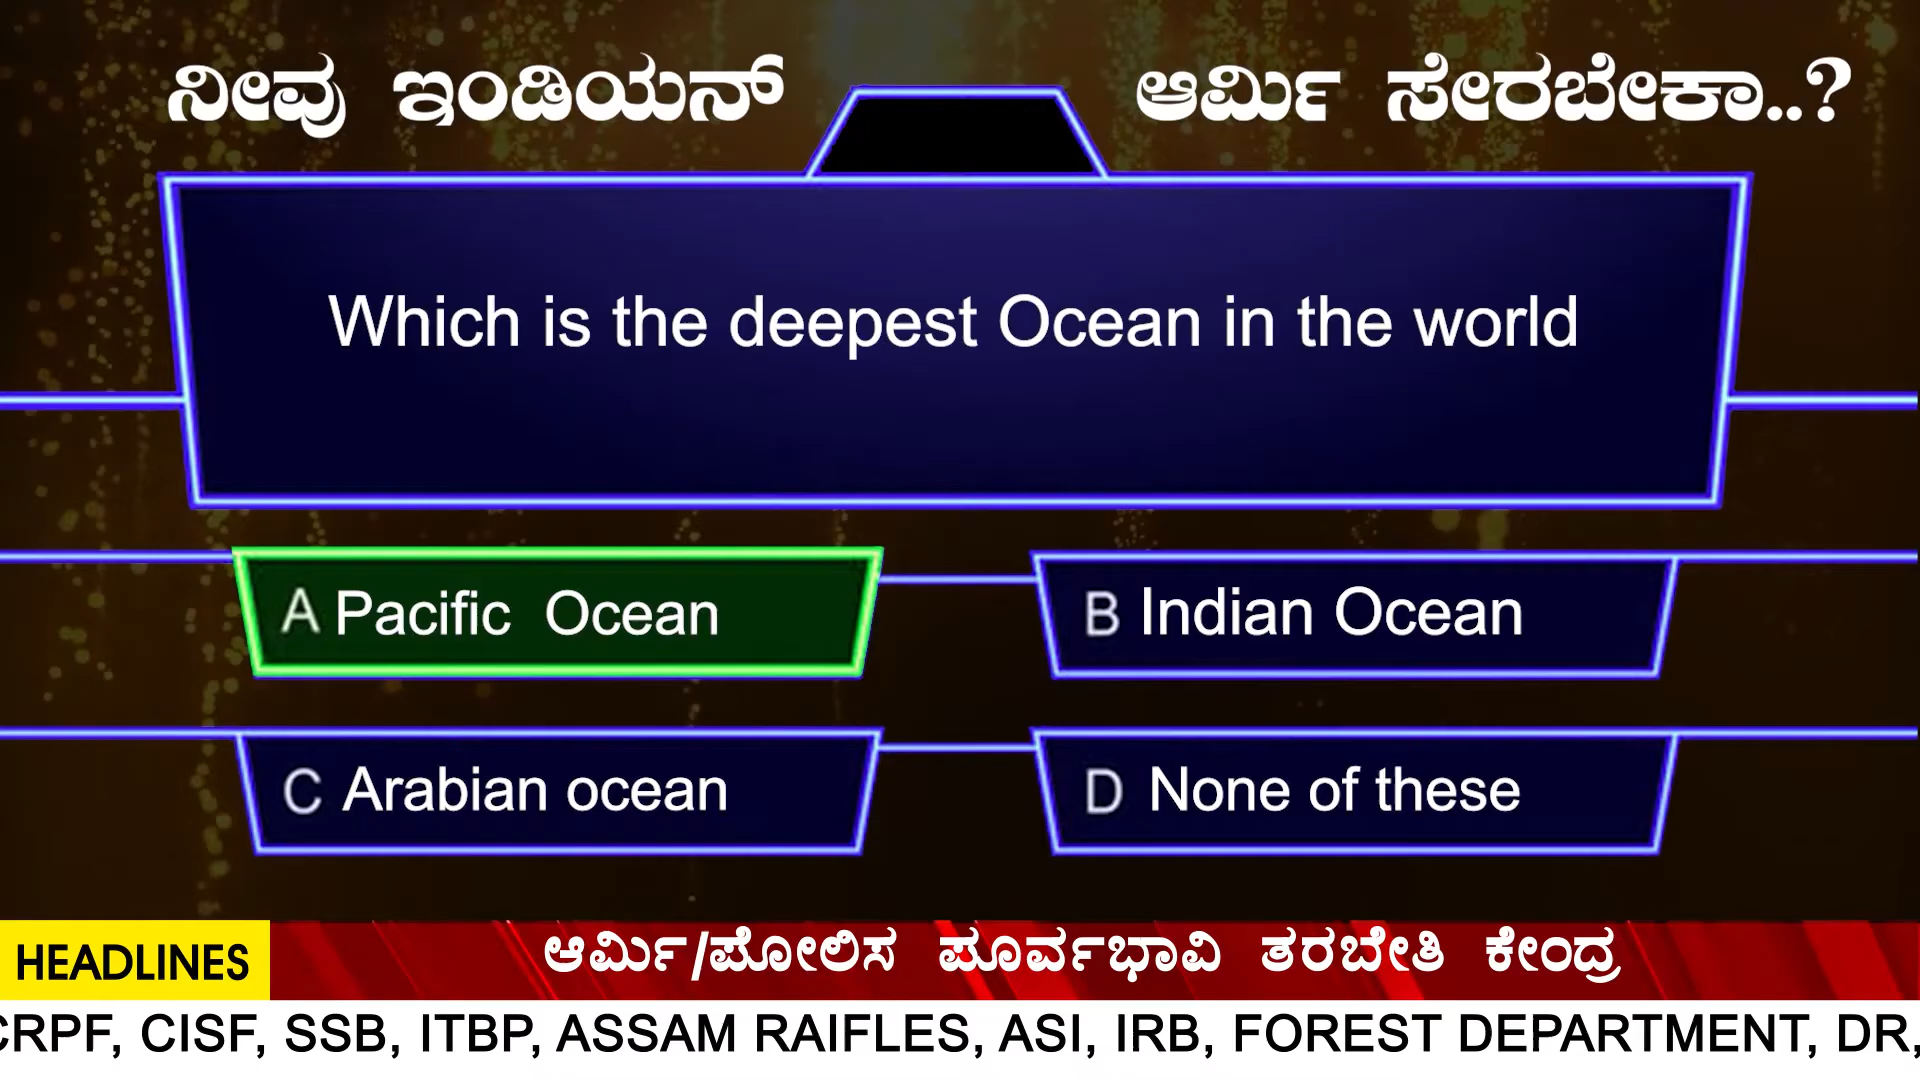 ನೀವು ಇಂಡಿಯನ್ ಆರ್ಮಿ ಸೇರಬೇಕಾ..?
Which is the deepest Ocean in the world
A Pacific Ocean
B Indian Ocean
C Arabian ocean
D None of these
HEADLINES
ಆರ್ಮಿ/ಪೋಲಿಸ ಪೂರ್ವಭಾವಿ ತರಬೇತಿ ಕೇಂದ್ರ
CRPF, CISF, SSB, ITBP, ASSAM RAIFLES, ASI, IRB, FOREST DEPARTMENT, DR,